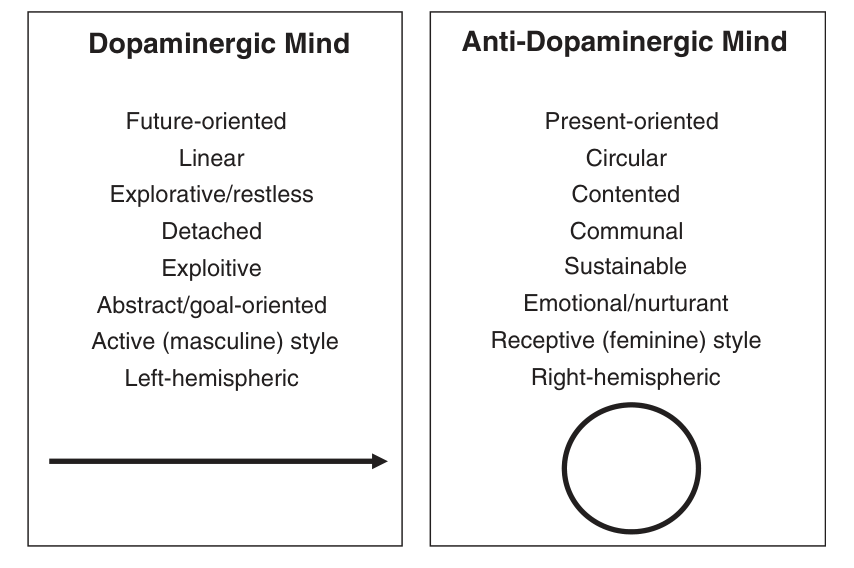 Dopaminergic Mind
Future-oriented
Linear
Explorative/restless
Detached
Exploitive
Abstract/goal-oriented
Active (masculine) style
Left-hemispheric
Anti-Dopaminergic Mind
Present-oriented
Circular
Contented
Communal
Sustainable
Emotional/nurturant
Receptive (feminine) style
Right-hemispheric